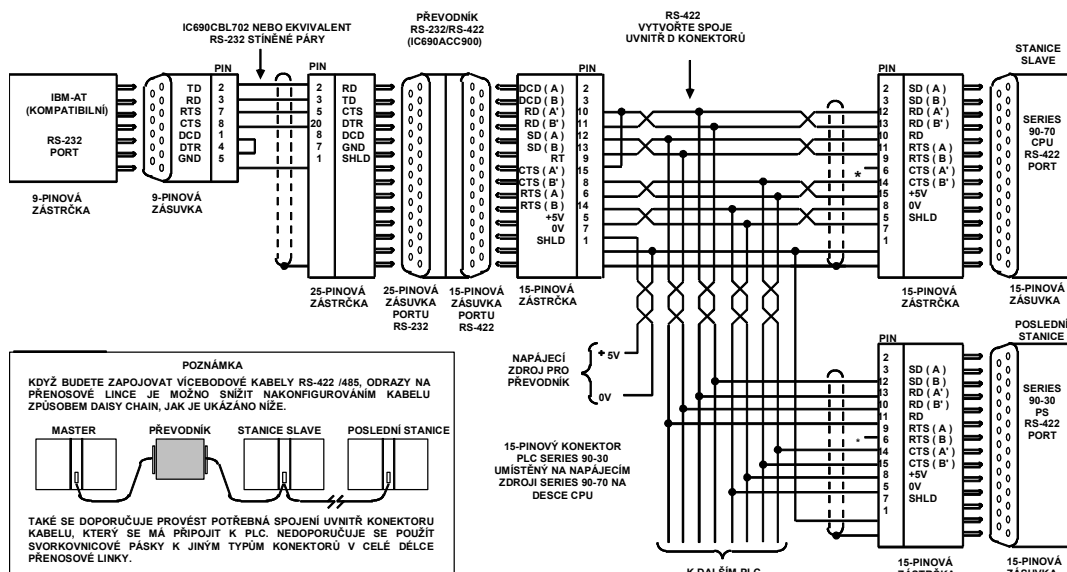 IC690CBL702 NEBO EKVIVALENT
RS-232 STÍNĚNÉ PÁRY
PŘEVODNÍK
RS-232/RS-422
(IC690ACC900)
RS-422
VYTVOŘTE SPOJE
UVNITŘ D KONEKTORŮ
STANICE
SLAVE
IBM-AT
(KOMPATIBILNÍ)
RS-232
PORT
9-PINOVÁ
ZÁSTRČKA
PIN
TD 2
RD 3
RTS 7
CTS 8
DCD 1
DTR 4
GND 5
9-PINOVÁ
ZÁSUVKA
PIN
2 RD
3 TD
5 CTS
20 DTR
8 DCD
7 GND
1 SHLD
25-PINOVÁ
ZÁSTRČKA
25-PINOVÁ
ZÁSUVKA
PORTU
RS-232
15-PINOVÁ
ZÁSUVKA
PORTU
RS-422
PIN
DCD ( A ) 2
DCD ( B ) 3
RD ( A' ) 10
RD ( B' ) 11
SD ( A ) 12
SD ( B ) 13
RT 9
CTS ( A' ) 15
CTS ( B' ) 8
RTS ( A ) 6
RTS ( B ) 14
+5V 5
0V 7
SHLD 1
15-PINOVÁ
ZÁSTRČKA
PIN
2 SD ( A )
3 SD ( B )
12 RD ( A' )
13 RD ( B' )
10 RD
11 RTS ( A )
9 RTS ( B )
* 6 CTS ( A' )
14 CTS ( B' )
15 +5V
8 0V
5 SHLD
7
1
15-PINOVÁ
ZÁSTRČKA
SERIES
90-70
CPU
RS-422
PORT
15-PINOVÁ
ZÁSUVKA
NAPÁJECÍ
ZDROJ PRO
PŘEVODNÍK
+ 5V
0V
15-PINOVÝ KONEKTOR
PLC SERIES 90-30
UMÍSTĚNÝ NA NAPÁJECÍM
ZDROJI SERIES 90-70 NA
DESCE CPU
K DALŠÍM PLC
POSLEDNÍ
STANICE
PIN
2
3 SD ( A )
12 SD ( B )
13 RD ( A' )
10 RD ( B' )
11 RD
9 RTS ( A )
* 6 RTS ( B )
14 CTS ( A' )
15 CTS ( B' )
8 +5V
5 0V
7 SHLD
1
15-PINOVÁ
ZÁSTRČKA
SERIES
90-30
PS
RS-422
PORT
15-PINOVÁ
ZÁSUVKA
POZNÁMKA
KDYŽ BUDETE ZAPOJOVAT VÍCEBODOVÉ KABELY RS-422 /485, ODRAZY NA
PŘENOSOVÉ LINCE JE MOŽNO SNÍŽIT NAKONFIGUROVÁNÍM KABELU
ZPŮSOBEM DAISY CHAIN, JAK JE UKÁZÁNO NÍŽE.
MASTER
PŘEVODNÍK
STANICE SLAVE
POSLEDNÍ STANICE
TAKÉ SE DOPORUČUJE PROVÉST POTŘEBNÁ SPOJENÍ UVNITŘ KONEKTORU
KABELU, KTERÝ SE MÁ PŘIPOJIT K PLC. NEDOPORUČUJE SE POUŽÍT
SVORKOVNICOVÉ PÁSKY K JINÝM TYPŮM KONEKTORŮ V CELÉ DÉLCE
PŘENOSOVÉ LINKY.